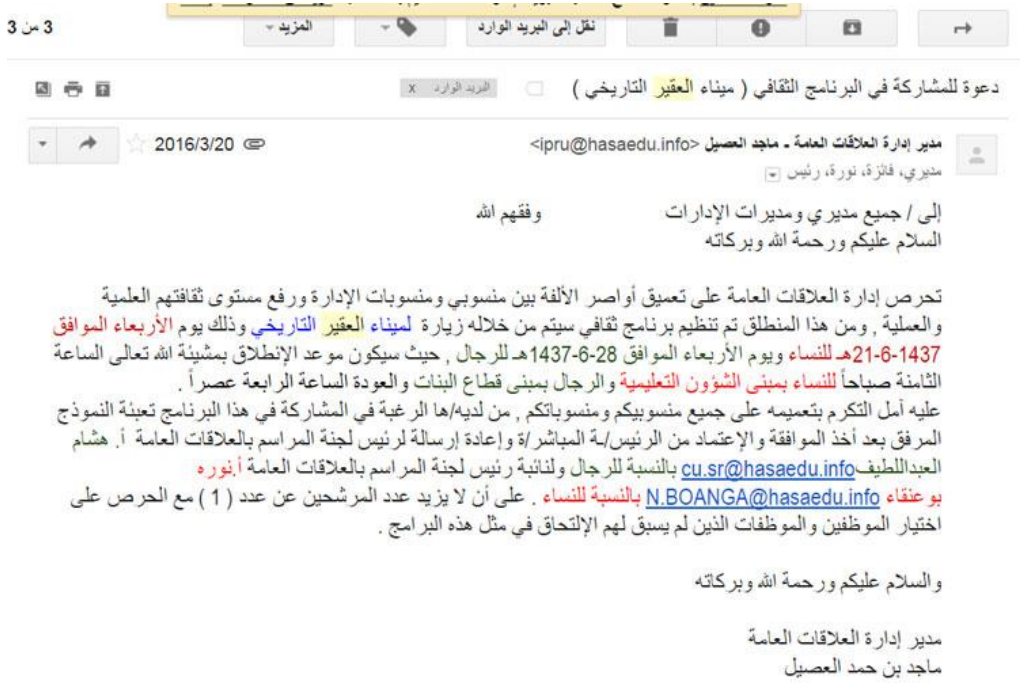 3 من 3
المزيد
نقل إلى البريد الوارد
دعوة للمشاركة في البرنامج الثقافي ( ميناء العقير التاريخي )
البريد الوارد x
مدير إدارة العلاقات العامة - ماجد العصيل <ipru@hasaedu.info>
2016/3/20
مديري، فائزة، نورة، رئيس
إلى / جميع مديري ومديرات الإدارات وفقهم الله
السلام عليكم ورحمة الله وبركاته
تحرص إدارة العلاقات العامة على تعميق أواصر الألفة بين منسوبي ومنسوبات الإدارة ورفع مستوى ثقافتهم العلمية
والعملية , ومن هذا المنطلق تم تنظيم برنامج ثقافي سيتم من خلاله زيارة لميناء العقير التاريخي وذلك يوم الأربعاء الموافق
21-6-1437هـ للنساء ويوم الأربعاء الموافق 28-6-1437هـ للرجال , حيث سيكون موعد الإنطلاق بمشيئة الله تعالى الساعة
الثامنة صباحاً للنساء بمبنى الشؤون التعليمية والرجال بمبنى قطاع البنات والعودة الساعة الرابعة عصراً .
عليه آمل التكرم بتعميمه على جميع منسوبيكم ومنسوباتكم , من لديه/ها الرغبة في المشاركة في هذا البرنامج تعبئة النموذج
المرفق بعد أخذ الموافقة والإعتماد من الرئيس/ـة المباشر/ة وإعادة إرسالة لرئيس لجنة المراسم بالعلاقات العامة أ. هشام
العبداللطيف cu.sr@hasaedu.info بالنسبة للرجال ولنائبة رئيس لجنة المراسم بالعلاقات العامة أ.نوره
بو عنقاء N.BOANGA@hasaedu.info بالنسبة للنساء . على أن لا يزيد عدد المرشحين عن عدد ( 1 ) مع الحرص على
اختيار الموظفين والموظفات الذين لم يسبق لهم الإلتحاق في مثل هذه البرامج .
والسلام عليكم ورحمة الله وبركاته
مدير إدارة العلاقات العامة
ماجد بن حمد العصيل